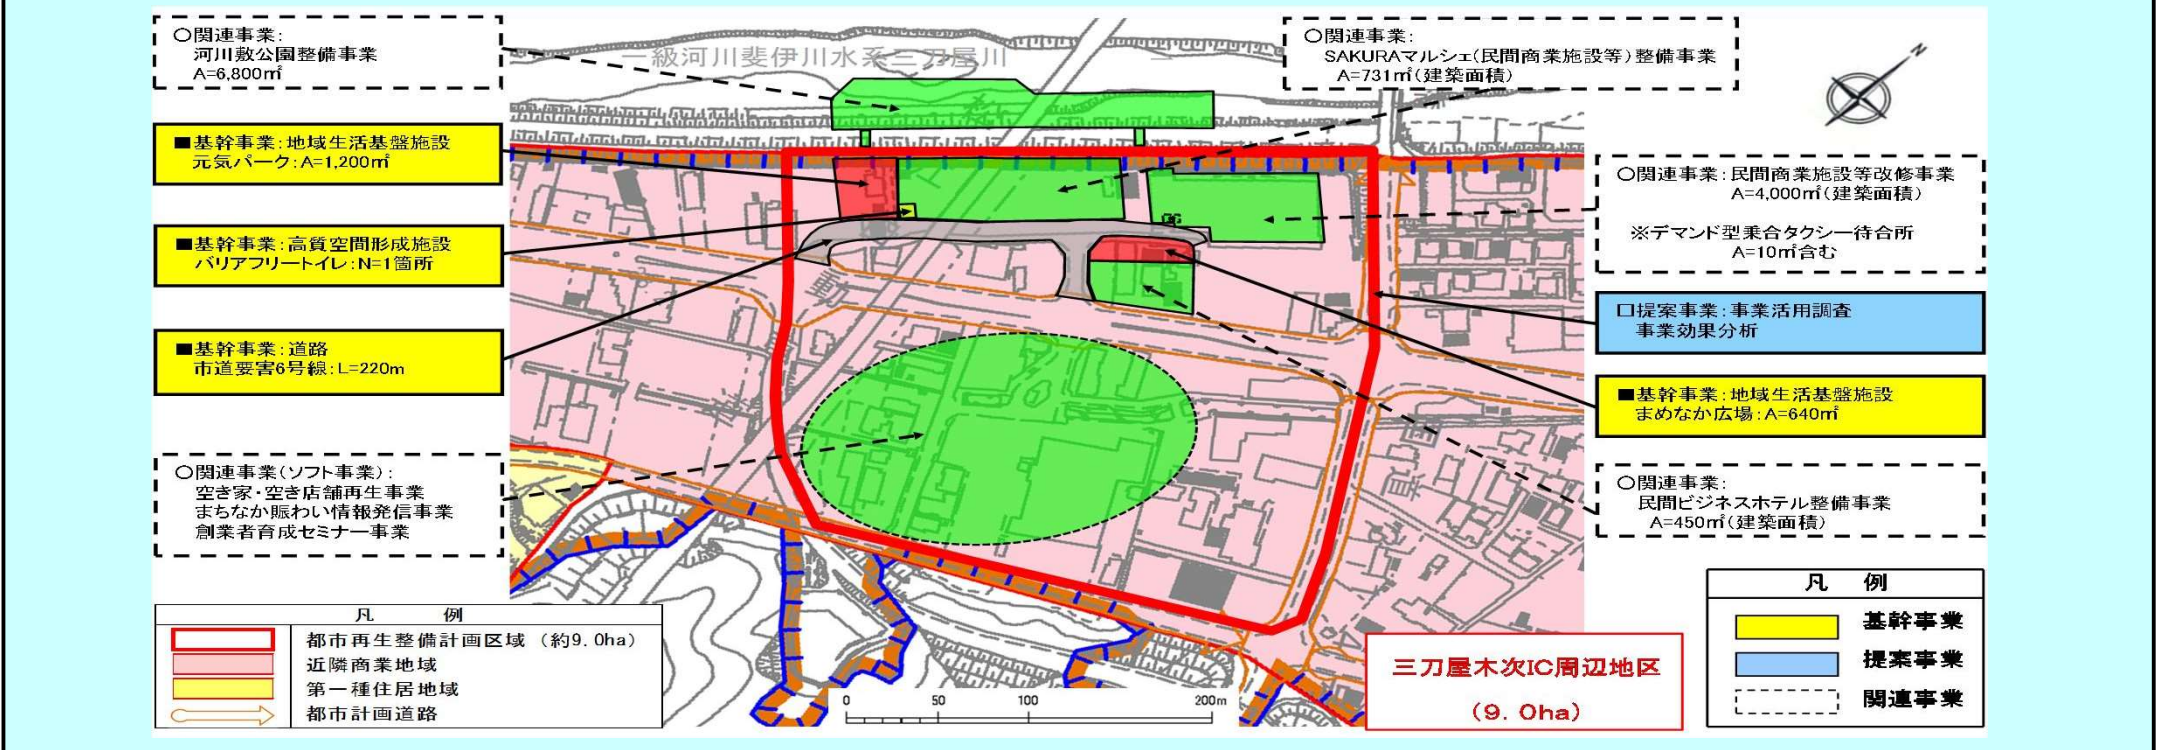 ○関連事業：
河川敷公園整備事業
A=6,800㎡
■基幹事業：地域生活基盤施設
元気パーク：A=1,200㎡
■基幹事業：高質空間形成施設
バリアフリートイレ：N=1箇所
■基幹事業：道路
市道要害6号線：L=220m
○関連事業（ソフト事業）：
空き家・空き店舗再生事業
まちなか賑わい情報発信事業
創業者育成セミナー事業
一級河川斐伊川水系三刀屋川
○関連事業：
SAKURAマルシェ（民間商業施設等）整備事業
A=731㎡（建築面積）
N
○関連事業：民間商業施設等改修事業
A=4,000㎡（建築面積）
※デマンド型乗合タクシー待合所
A=10㎡含む
□提案事業：事業活用調査
事業効果分析
■基幹事業：地域生活基盤施設
まめなか広場：A=640㎡
○関連事業：
民間ビジネスホテル整備事業
A=450㎡（建築面積）
凡　例
都市再生整備計画区域（約9.0ha）
近隣商業地域
第一種住居地域
都市計画道路
0 50 100 200m
三刀屋木次IC周辺地区
（9.0ha）
凡　例
基幹事業
提案事業
関連事業